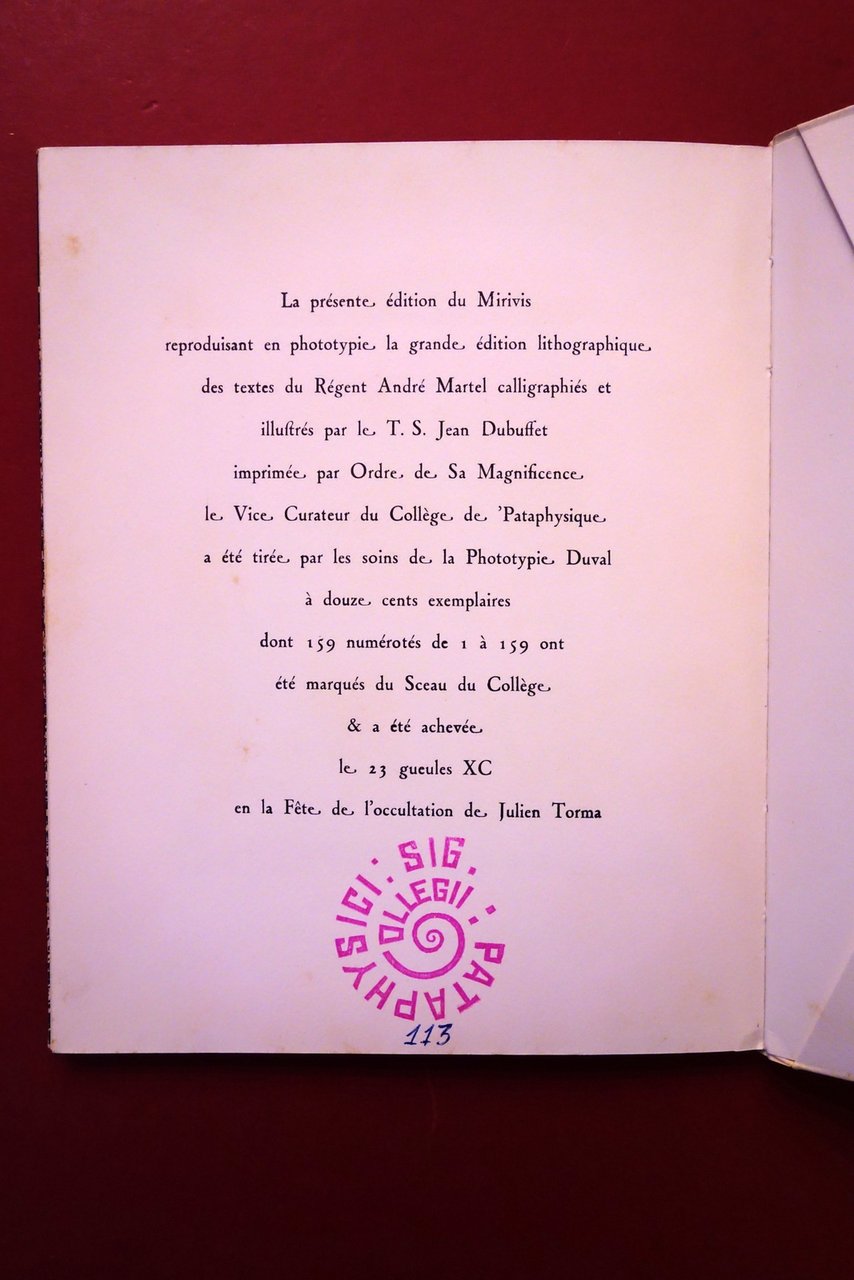 La présente édition du Mirivis
reproduisant en phototypie la grande édition lithographique
des textes du Régent André Martel calligraphiés et
illustrés par le T. S. Jean Dubuffet
imprimée par Ordre de Sa Magnificence
le Vice Curateur du Collège de 'Pataphysique
a été tirée par les soins de la Phototypie Duval
à douze cents exemplaires
dont 159 numérotés de 1 à 159 ont
été marqués du Sceau du Collège
& a été achevée
le 23 gueules XC
en la Fête de l'occultation de Julien Torma
· SIG. : PATAPHYSICI :
OLLEGII
113